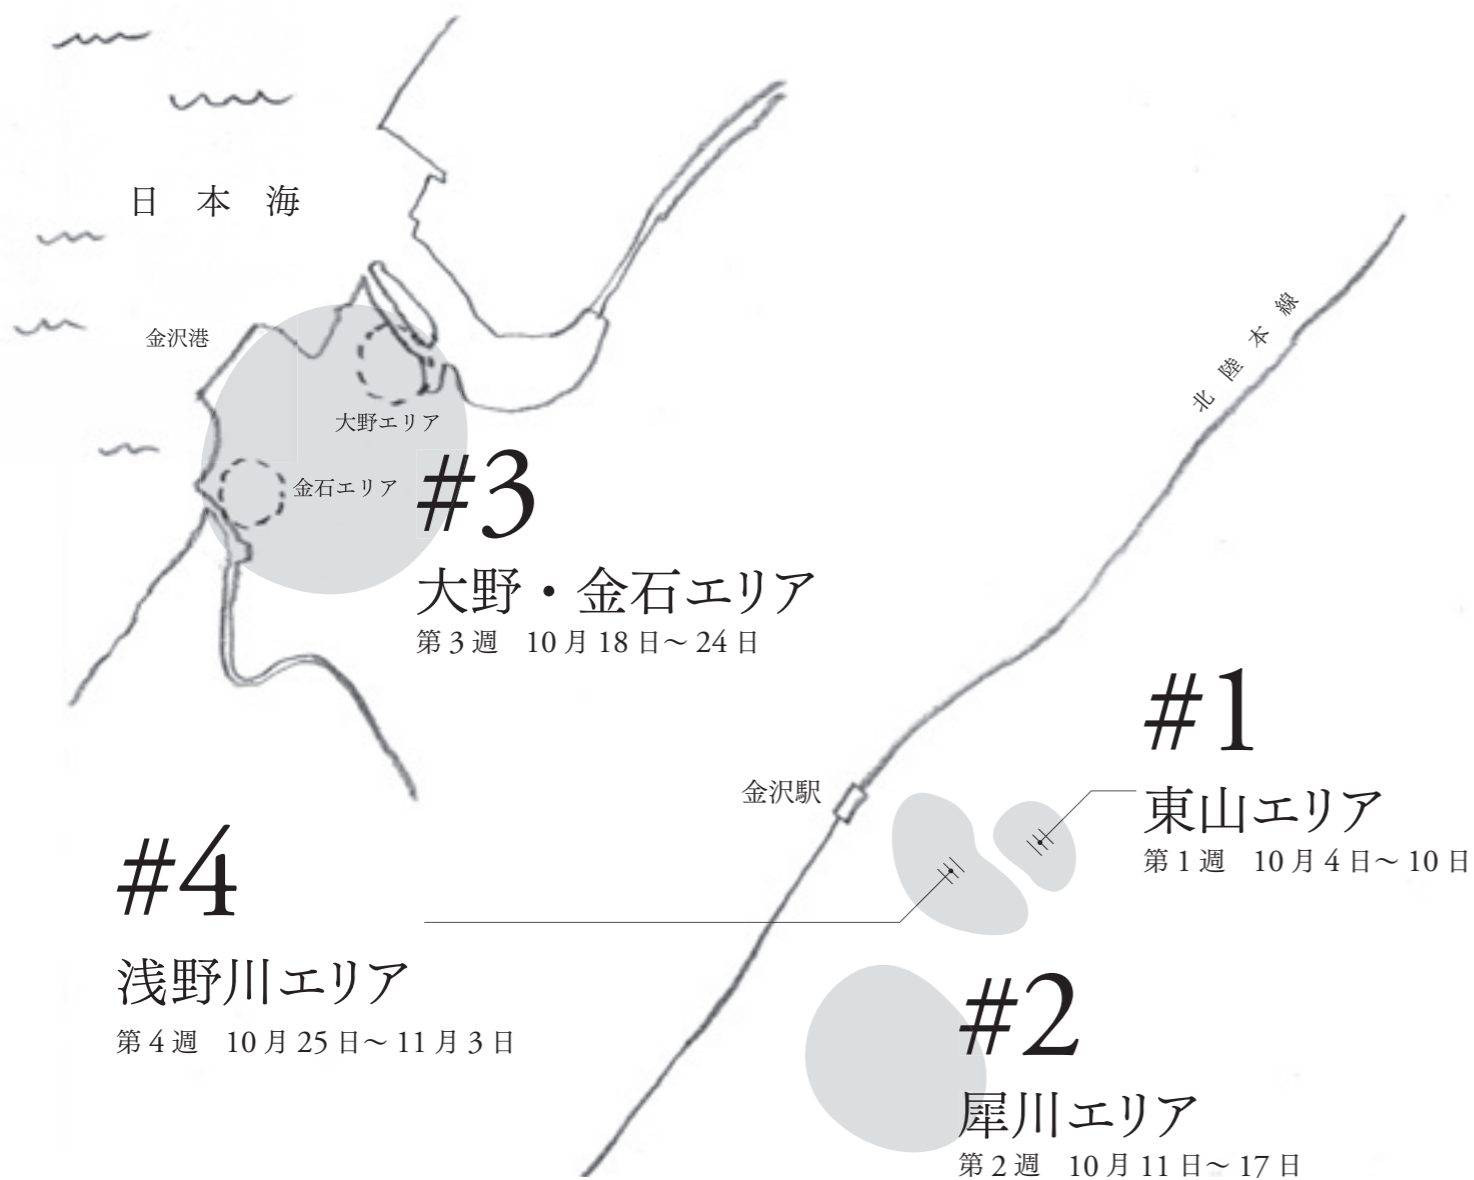 日本海
金沢港
大野エリア
金石エリア
#3
大野・金石エリア
第3週 10月18日〜24日
北陸本線
#1
東山エリア
第1週 10月4日〜10日
金沢駅
#4
浅野川エリア
第4週 10月25日〜11月3日
#2
犀川エリア
第2週 10月11日〜17日